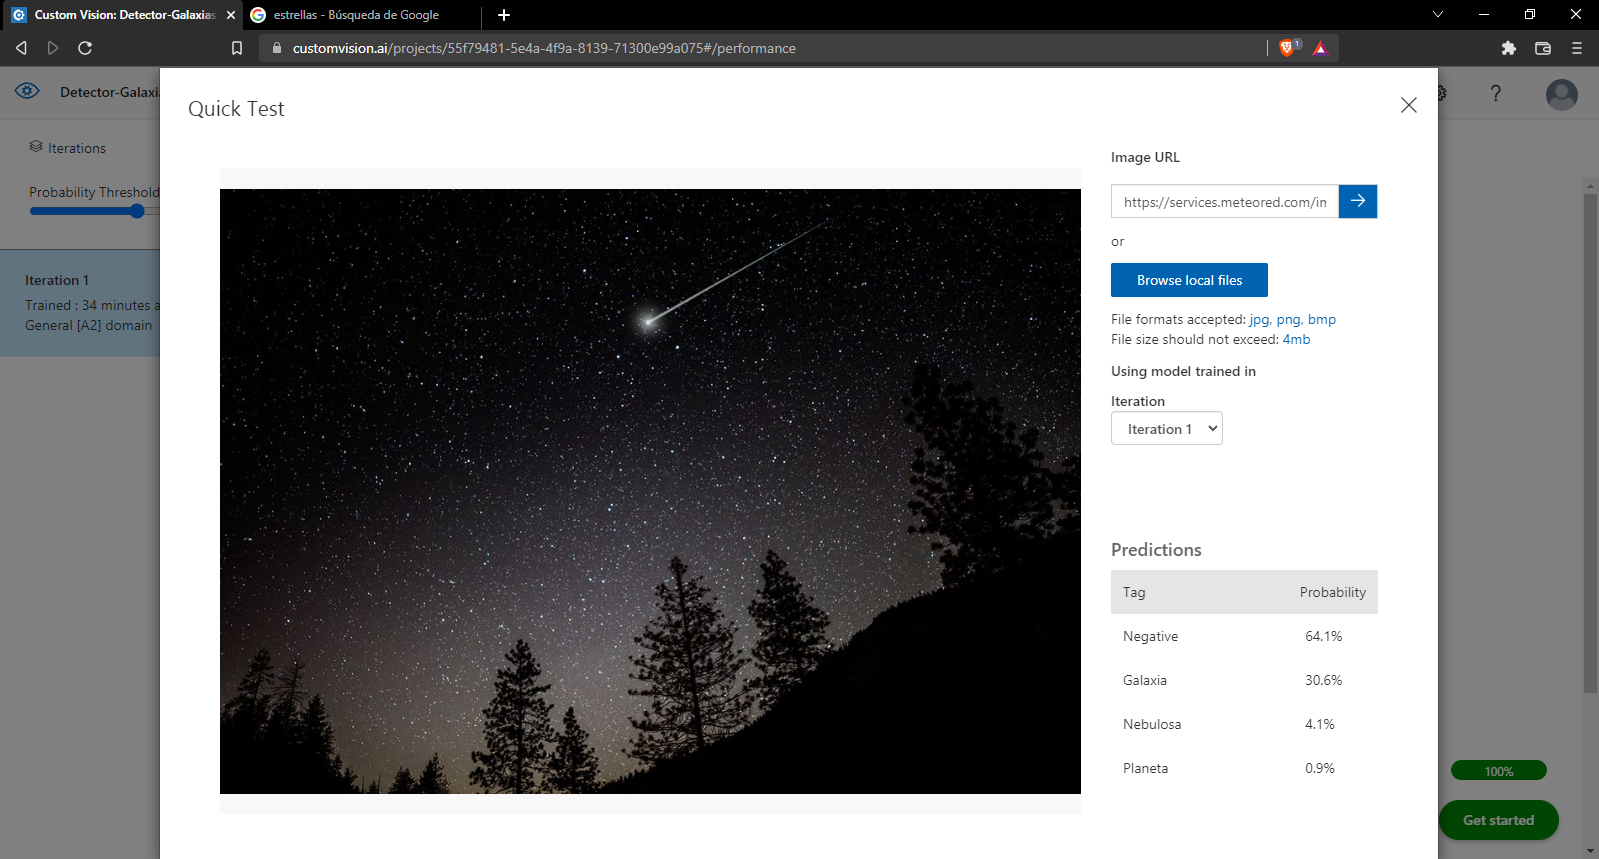 Custom Vision: Detector-Galaxias
estrellas - Búsqueda de Google
customvision.ai/projects/55f79481-5e4a-4f9a-8139-71300e99a075#/performance
1
Detector-Galaxia
?
Quick Test
Iterations
Probability Threshold
Iteration 1
Trained : 34 minutes a
General [A2] domain
Image URL
https://services.meteored.com/in
or
Browse local files
File formats accepted: jpg, png, bmp
File size should not exceed: 4mb
Using model trained in
Iteration
Iteration 1
Predictions
Tag Probability
Negative 64.1%
Galaxia 30.6%
Nebulosa 4.1%
Planeta 0.9%
100%
Get started